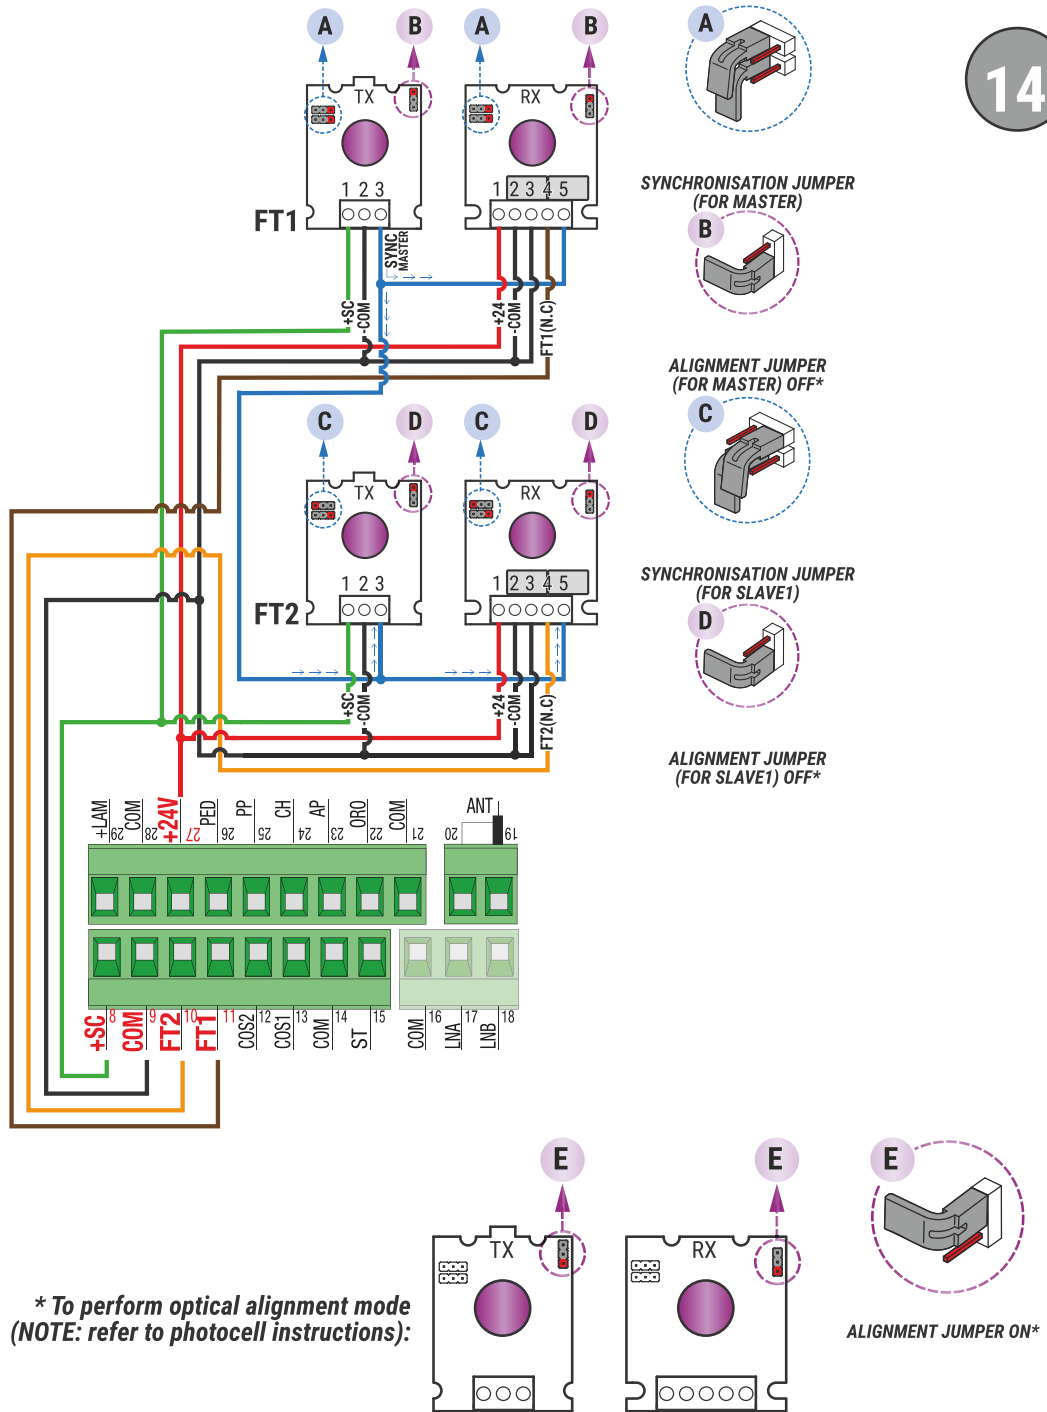 A B A B A
14
TX RX
1 2 3 1 2 3 4 5
FT1
SYNC
MASTER
+SC -COM +24 -COM FT1(N.C)
SYNCHRONISATION JUMPER
(FOR MASTER)
B
ALIGNMENT JUMPER
(FOR MASTER) OFF*
C D C D C
TX RX
1 2 3 1 2 3 4 5
FT2
+SC -COM +24 -COM FT2(N.C)
SYNCHRONISATION JUMPER
(FOR SLAVE1)
D
ALIGNMENT JUMPER
(FOR SLAVE1) OFF*
+LAM COM +24V PED PP CH AP ORO COM ANT
29 28 27 26 25 24 23 22 21 20 19
8 9 10 11 12 13 14 15 16 17 18
+SC COM FT2 FT1 COS2 COS1 COM ST COM LNA LNB
E E E
TX RX
* To perform optical alignment mode
(NOTE: refer to photocell instructions):
ALIGNMENT JUMPER ON*